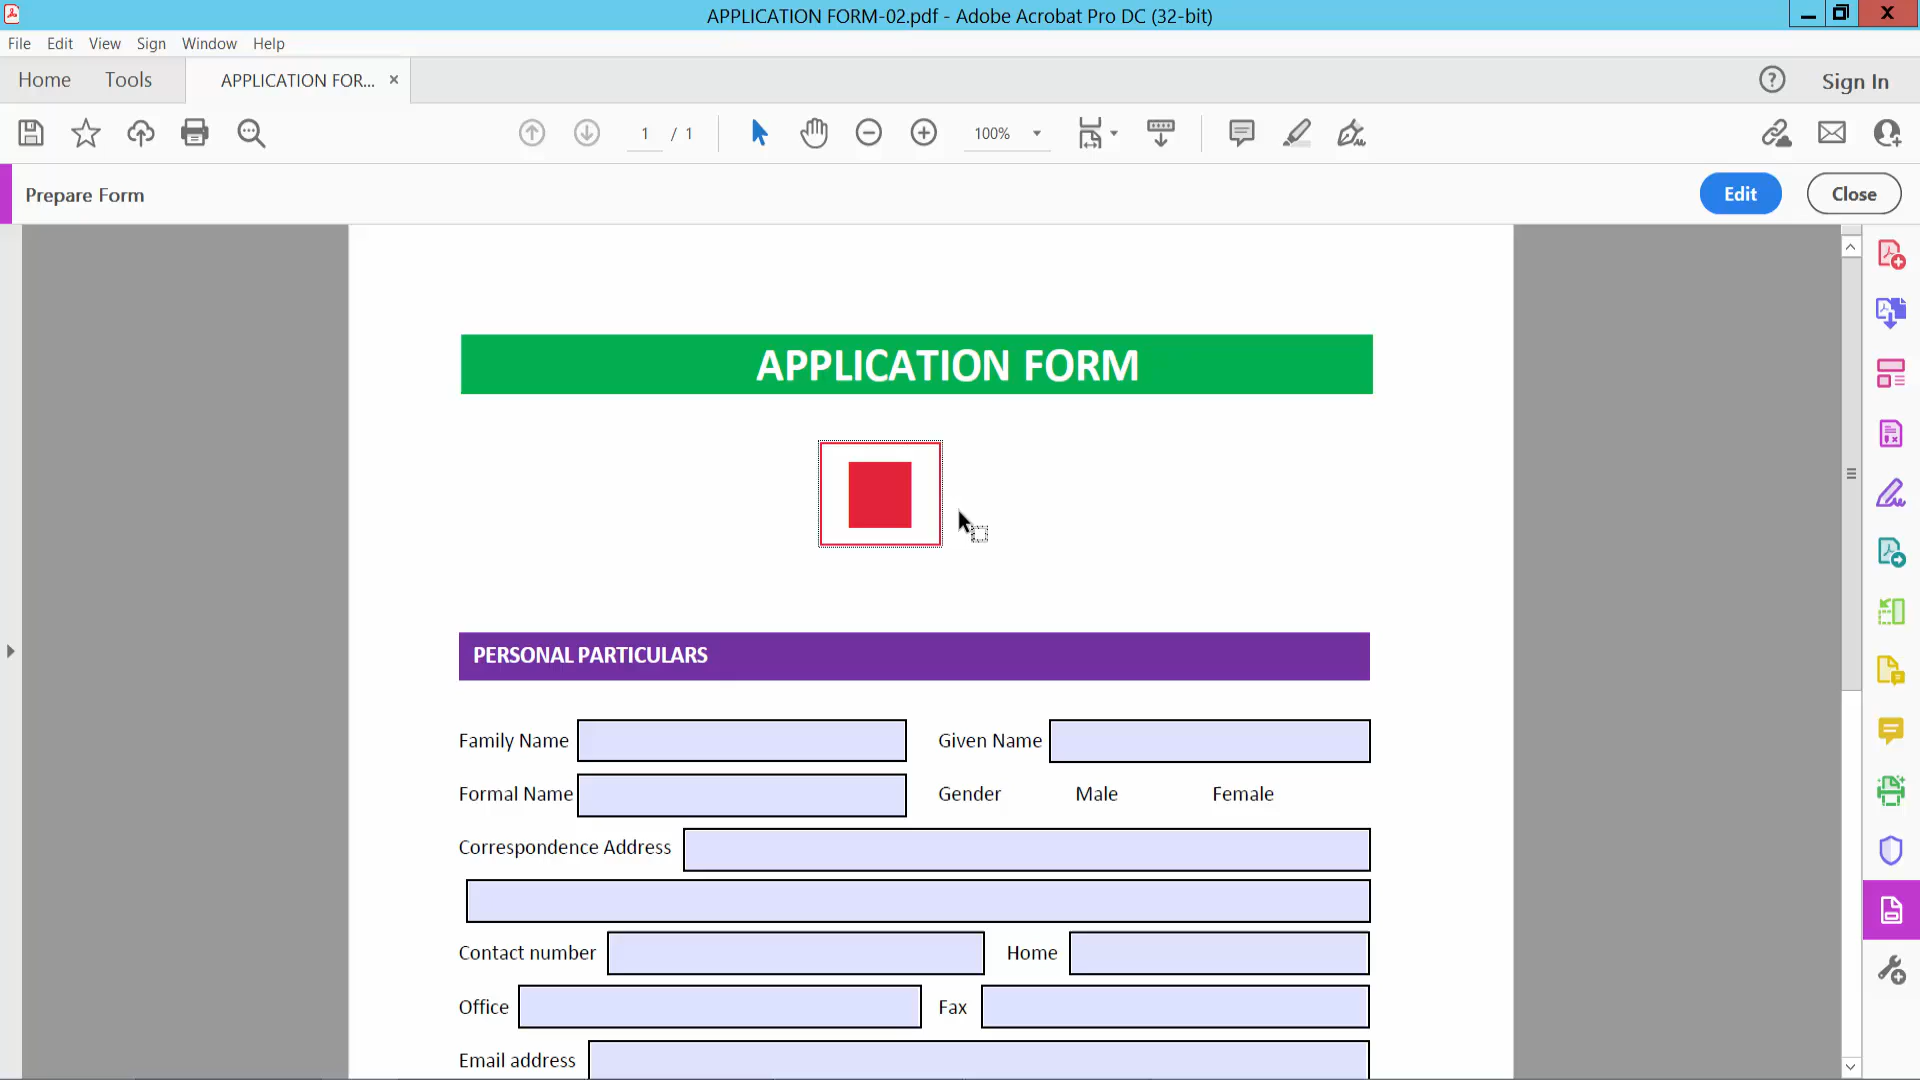 APPLICATION FORM-02.pdf - Adobe Acrobat Pro DC (32-bit)
File Edit View Sign Window Help
Home Tools APPLICATION FOR... × Sign In
1 / 1 100%
Prepare Form Edit Close
APPLICATION FORM
PERSONAL PARTICULARS
Family Name Given Name
Formal Name Gender Male Female
Correspondence Address
Contact number Home
Office Fax
Email address